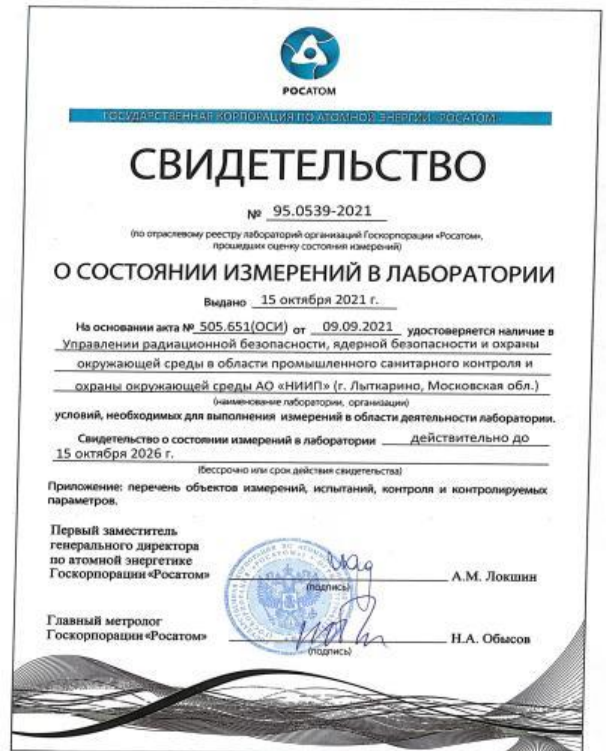 РОСАТОМ
ГОСУДАРСТВЕННАЯ КОРПОРАЦИЯ ПО АТОМНОЙ ЭНЕРГИИ «РОСАТОМ»
СВИДЕТЕЛЬСТВО
№ 95.0539-2021
(по отраслевому реестру лабораторий организаций Госкорпорации «Росатом»,
прошедших оценку состояния измерений)
О СОСТОЯНИИ ИЗМЕРЕНИЙ В ЛАБОРАТОРИИ
Выдано 15 октября 2021 г.
На основании акта № 505.651(ОСИ) от 09.09.2021 удостоверяется наличие в
Управлении радиационной безопасности, ядерной безопасности и охраны
окружающей среды в области промышленного санитарного контроля и
охраны окружающей среды АО «НИИП» (г. Лыткарино, Московская обл.)
(наименование лаборатории, организации)
условий, необходимых для выполнения измерений в области деятельности лаборатории.
Свидетельство о состоянии измерений в лаборатории действительно до
15 октября 2026 г.
(бессрочно или срок действия свидетельства)
Приложение: перечень объектов измерений, испытаний, контроля и контролируемых
параметров.
Первый заместитель
генерального директора
по атомной энергетике
Госкорпорации «Росатом»
(подпись)
А.М. Локшин
Главный метролог
Госкорпорации «Росатом»
(подпись)
Н.А. Обысов